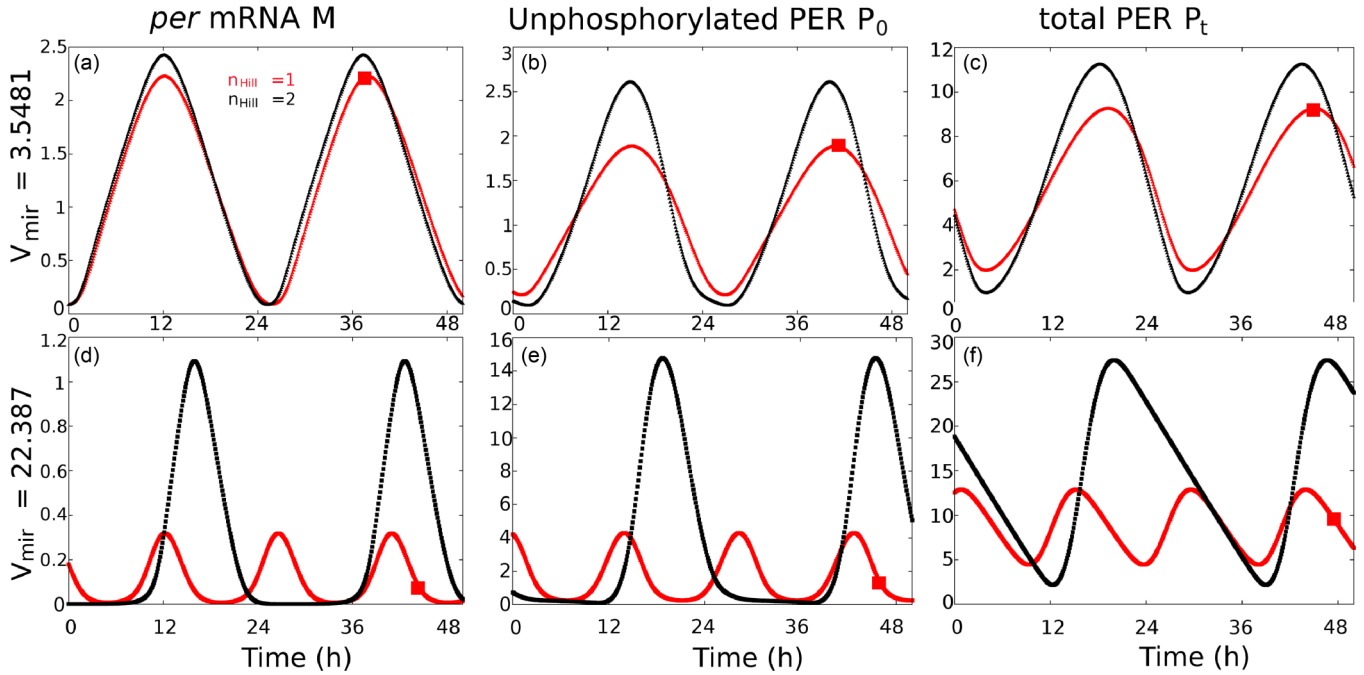 per mRNA M
Unphosphorylated PER P0
total PER Pt
Vmir = 3.5481
(a)
nHill =1
nHill =2
2.5
2
1.5
1
0.5
0
0 12 24 36 48
(b)
3
2.5
2
1.5
1
0.5
0
0 12 24 36 48
(c)
12
10
8
6
4
2
0
0 12 24 36 48
Vmir = 22.387
(d)
1.2
1
0.8
0.6
0.4
0.2
0
0 12 24 36 48
Time (h)
(e)
16
14
12
10
8
6
4
2
0
0 12 24 36 48
Time (h)
(f)
30
25
20
15
10
5
0
0 12 24 36 48
Time (h)